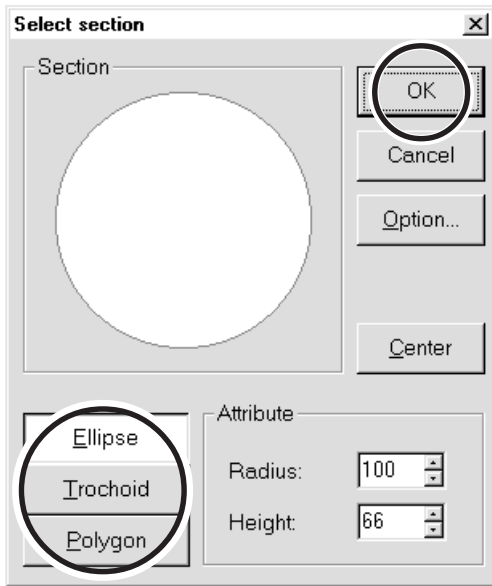 Select section
Section
OK
Cancel
Option...
Center
Ellipse
Trochoid
Polygon
Attribute
Radius: 100
Height: 66